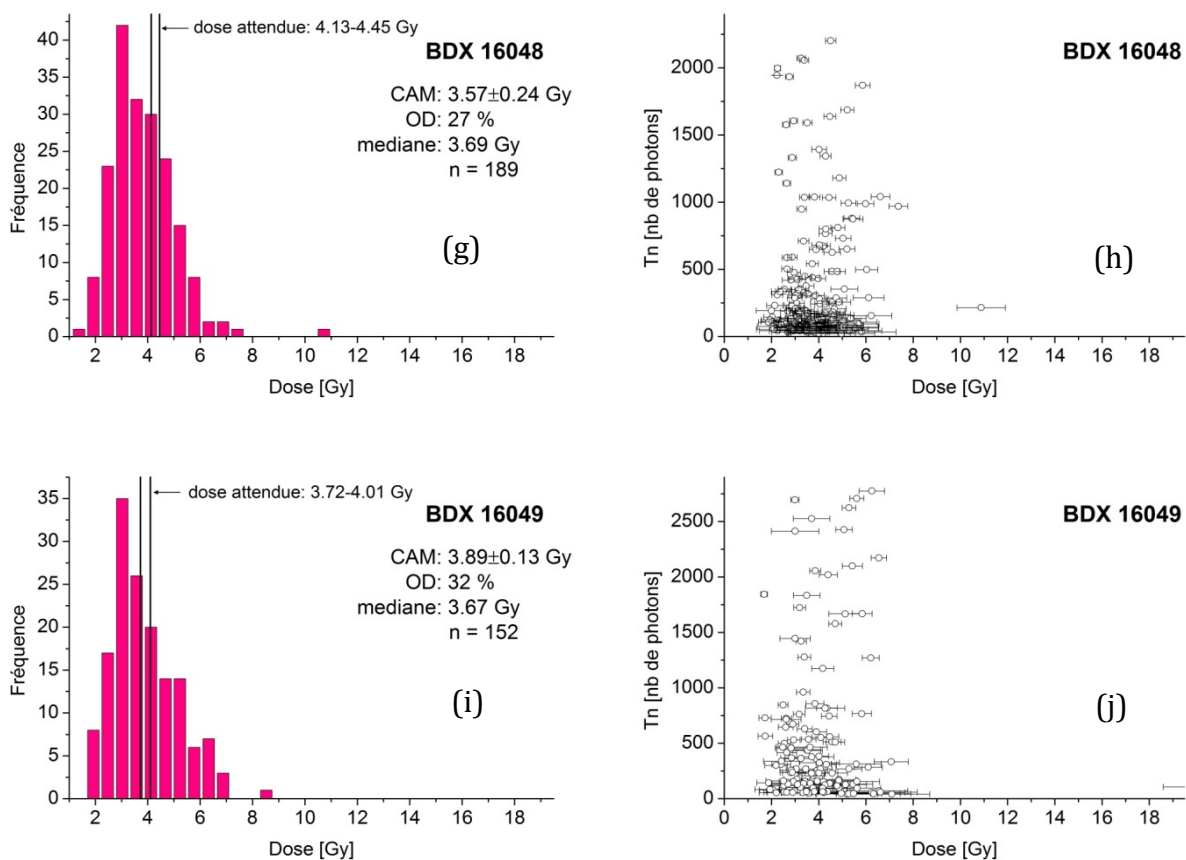 dose attendue: 4.13-4.45 Gy
BDX 16048
CAM: 3.57±0.24 Gy
OD: 27 %
mediane: 3.69 Gy
n = 189
(g)
Fréquence
40
35
30
25
20
15
10
5
0
2 4 6 8 10 12 14 16 18
Dose [Gy]
BDX 16048
(h)
Tn [nb de photons]
2000
1500
1000
500
0
0 2 4 6 8 10 12 14 16 18
Dose [Gy]
dose attendue: 3.72-4.01 Gy
BDX 16049
CAM: 3.89±0.13 Gy
OD: 32 %
mediane: 3.67 Gy
n = 152
(i)
Fréquence
35
30
25
20
15
10
5
0
2 4 6 8 10 12 14 16 18
Dose [Gy]
BDX 16049
(j)
Tn [nb de photons]
2500
2000
1500
1000
500
0
0 2 4 6 8 10 12 14 16 18
Dose [Gy]